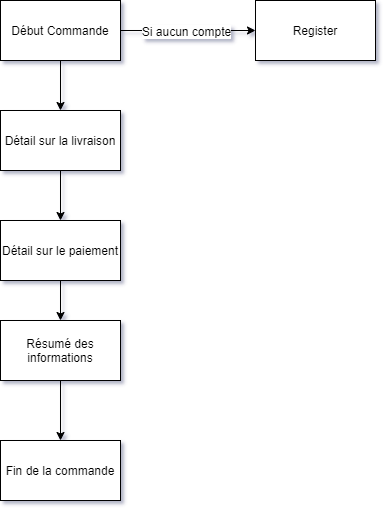 Début Commande
Si aucun compte
Register
Détail sur la livraison
Détail sur le paiement
Résumé des
informations
Fin de la commande